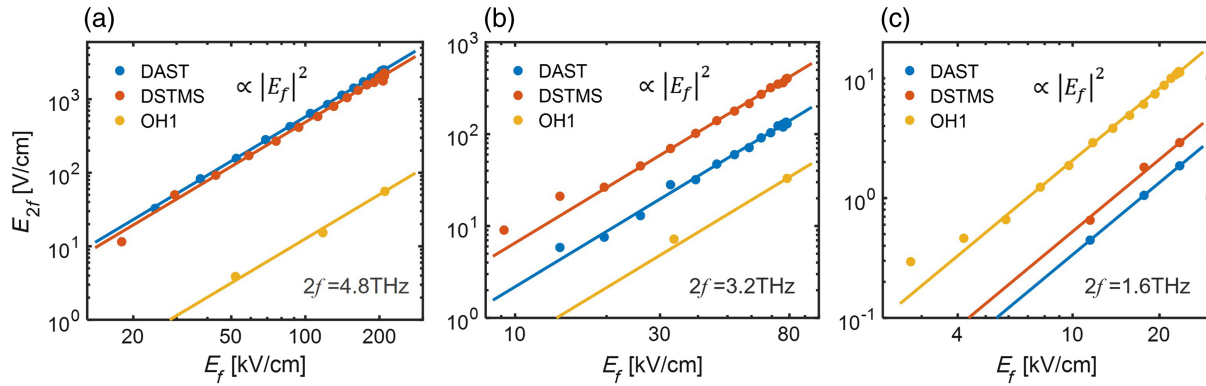 (a)
DAST
DSTMS
OH1
∝ |E_f|^2
2f=4.8THz
10^3
10^2
10^1
10^0
E_{2f} [V/cm]
20
50
100
200
E_f [kV/cm]
(b)
DAST
DSTMS
OH1
∝ |E_f|^2
2f=3.2THz
10^3
10^2
10^1
10^0
10
30
60
80
E_f [kV/cm]
(c)
DAST
DSTMS
OH1
∝ |E_f|^2
2f=1.6THz
10^1
10^0
10^-1
4
10
20
E_f [kV/cm]